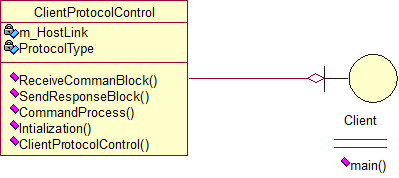 ClientProtocolControl
m_HostLink
ProtocolType
ReceiveCommanBlock()
SendResponseBlock()
CommandProcess()
Intialization()
ClientProtocolControl()
Client
main()